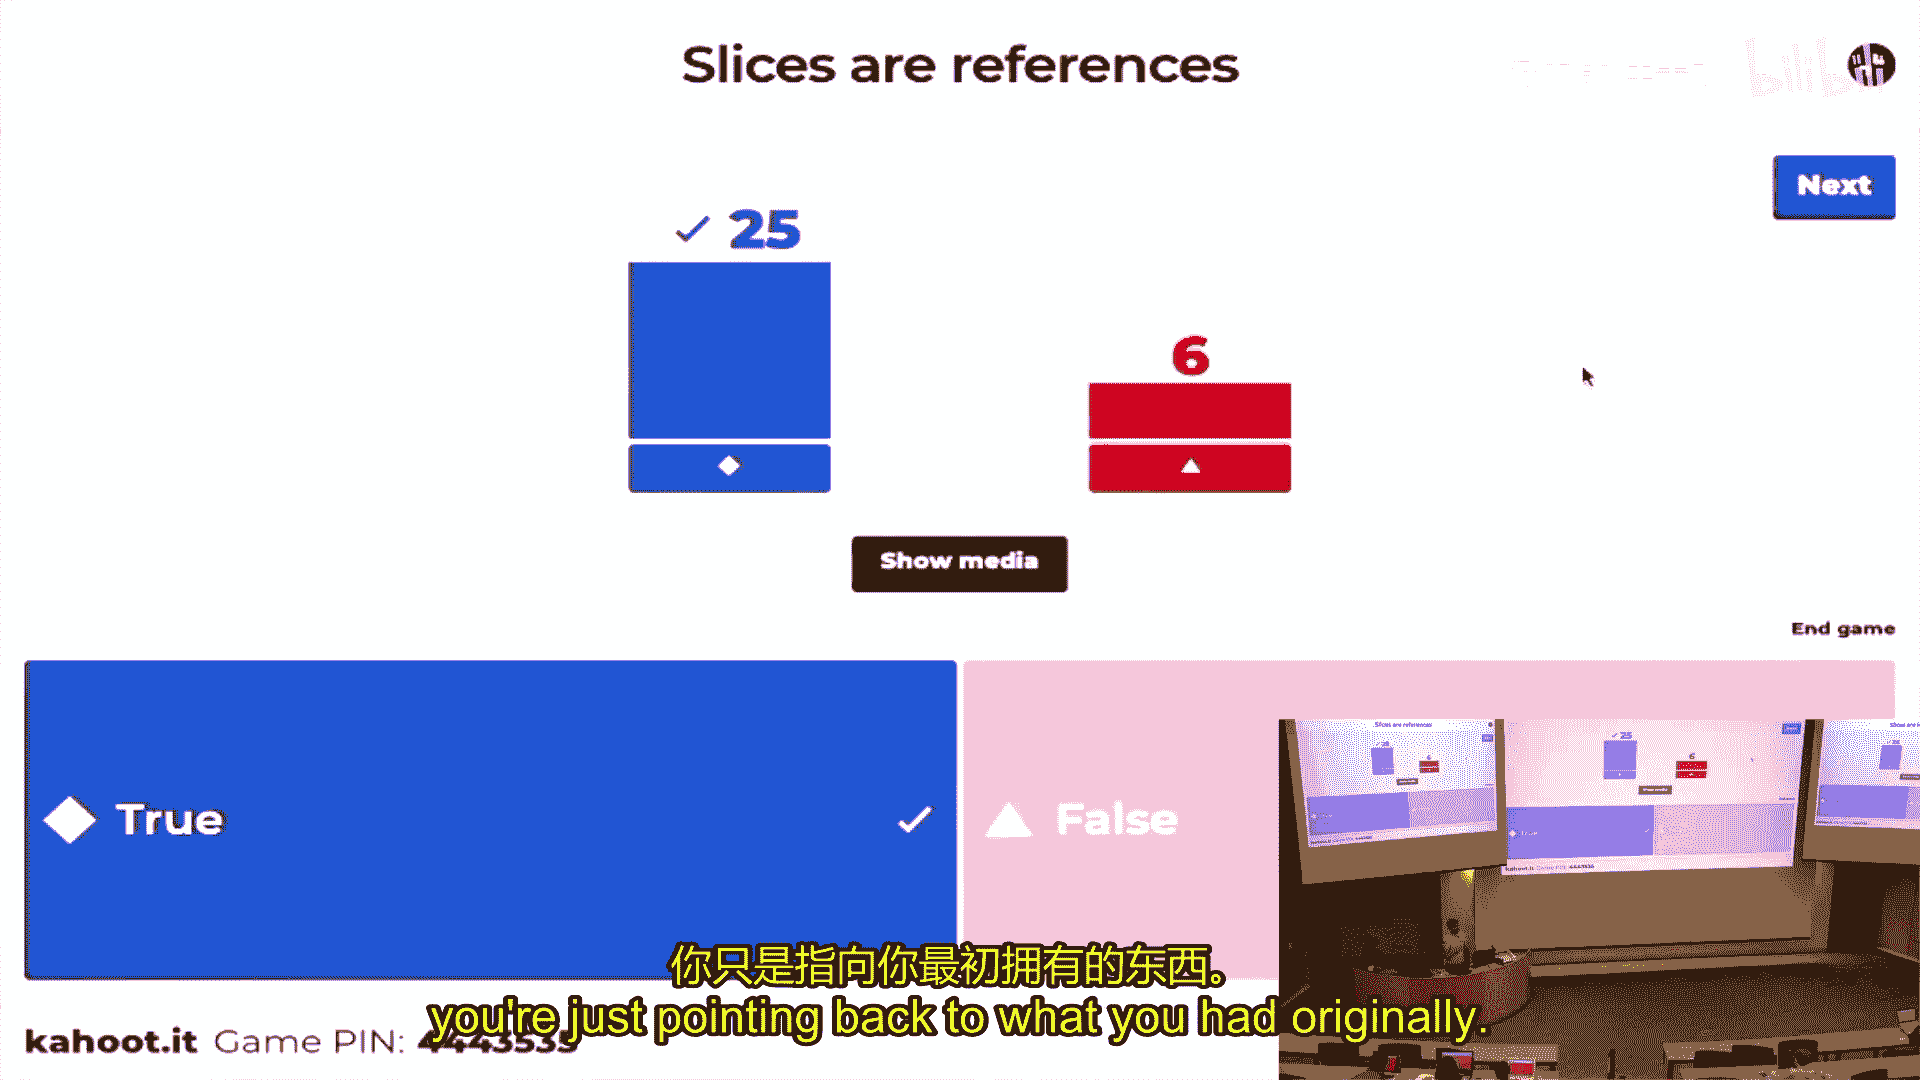 Slices are references
bilibili
Next
25
6
Show media
End game
True
False
你只是指向你最初拥有的东西。
you're just pointing back to what you had originally.
kahoot.it Game PIN: 4443535